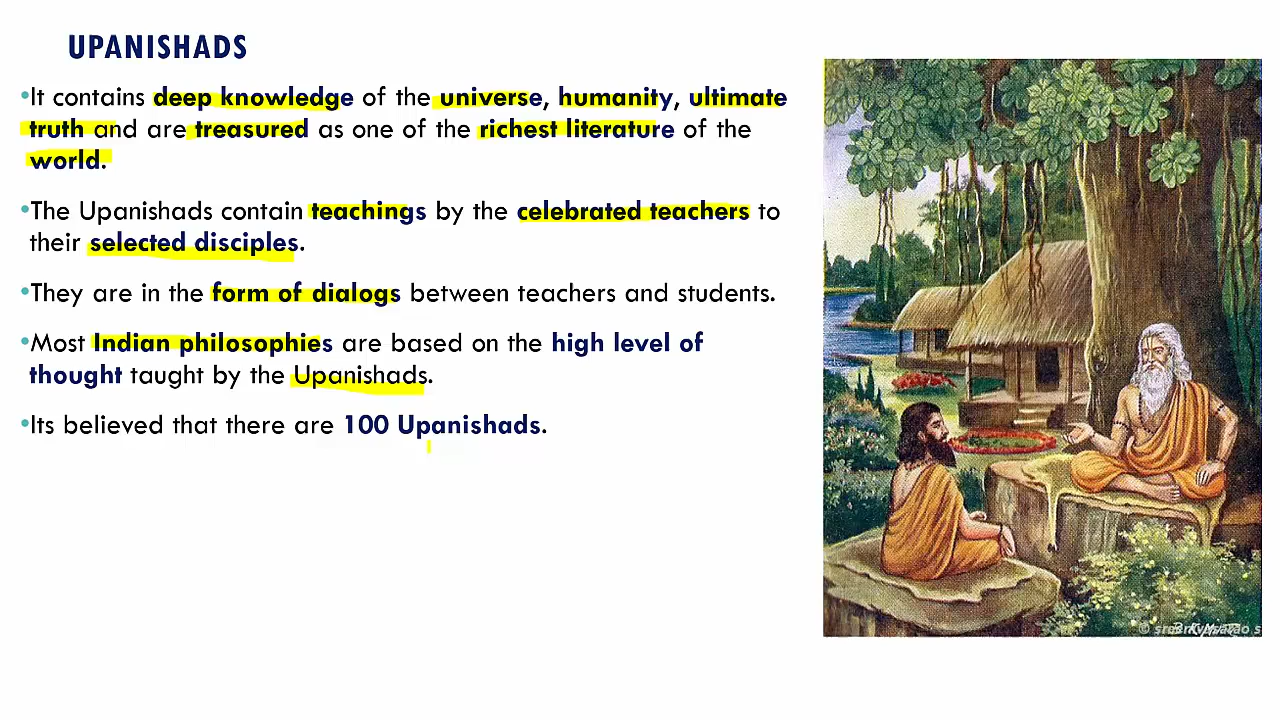 UPANISHADS
•It contains deep knowledge of the universe, humanity, ultimate
truth and are treasured as one of the richest literature of the
world.
•The Upanishads contain teachings by the celebrated teachers to
their selected disciples.
•They are in the form of dialogs between teachers and students.
•Most Indian philosophies are based on the high level of
thought taught by the Upanishads.
•Its believed that there are 100 Upanishads.
©